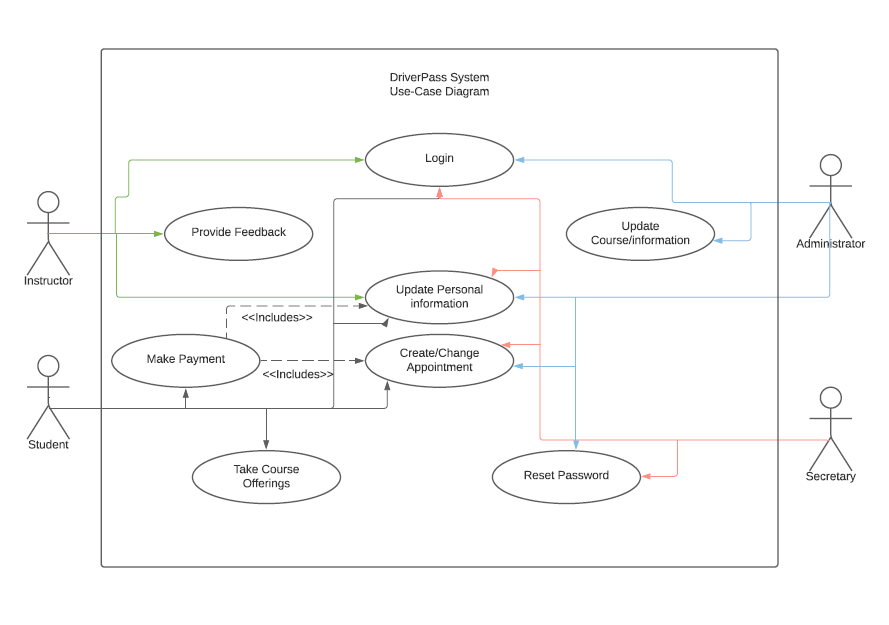 DriverPass System
Use-Case Diagram
Login
Provide Feedback
Update
Course/information
Administrator
Instructor
Update Personal
information
<<Includes>>
Make Payment
Create/Change
Appointment
<<Includes>>
Student
Take Course
Offerings
Reset Password
Secretary